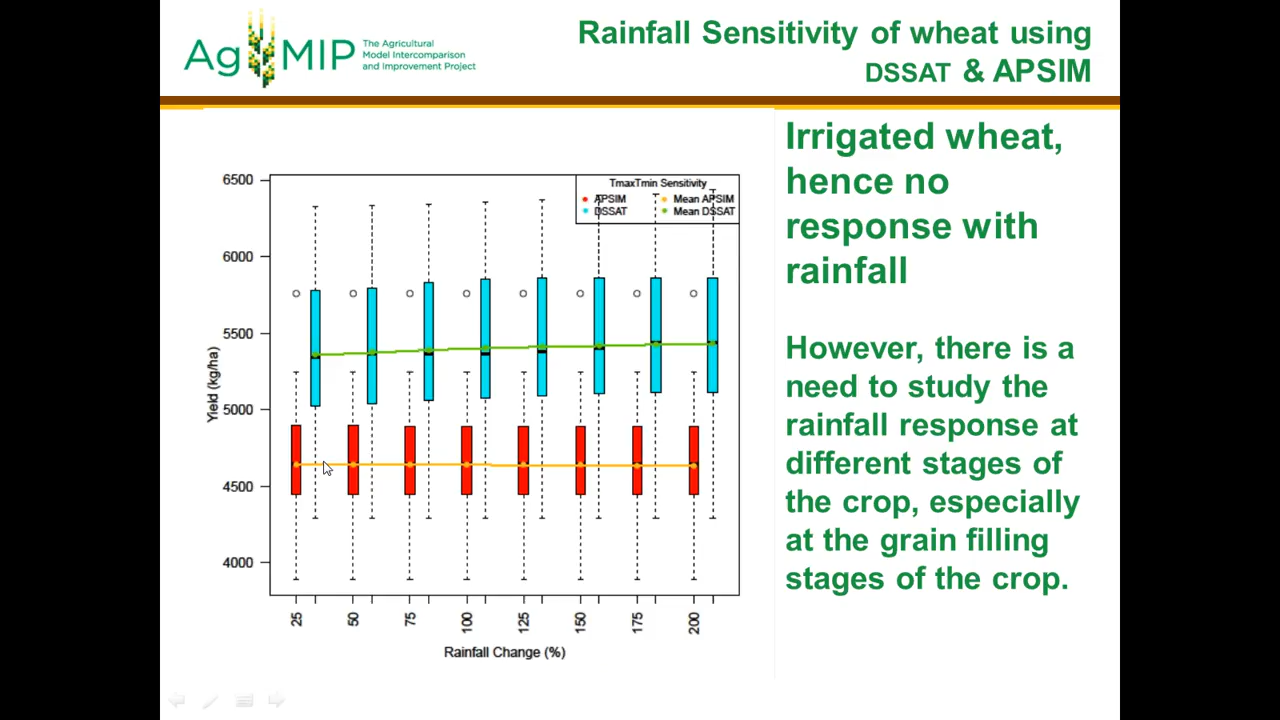 AgMIP
The Agricultural
Model Intercomparison
and Improvement Project
Rainfall Sensitivity of wheat using
DSSAT & APSIM
Irrigated wheat,
hence no
response with
rainfall
However, there is a
need to study the
rainfall response at
different stages of
the crop, especially
at the grain filling
stages of the crop.
TmaxTmin Sensitivity
APSIM
Mean APSIM
DSSAT
Mean DSSAT
Yield (kg/ha)
6500
6000
5500
5000
4500
4000
25
50
75
100
125
150
175
200
Rainfall Change (%)